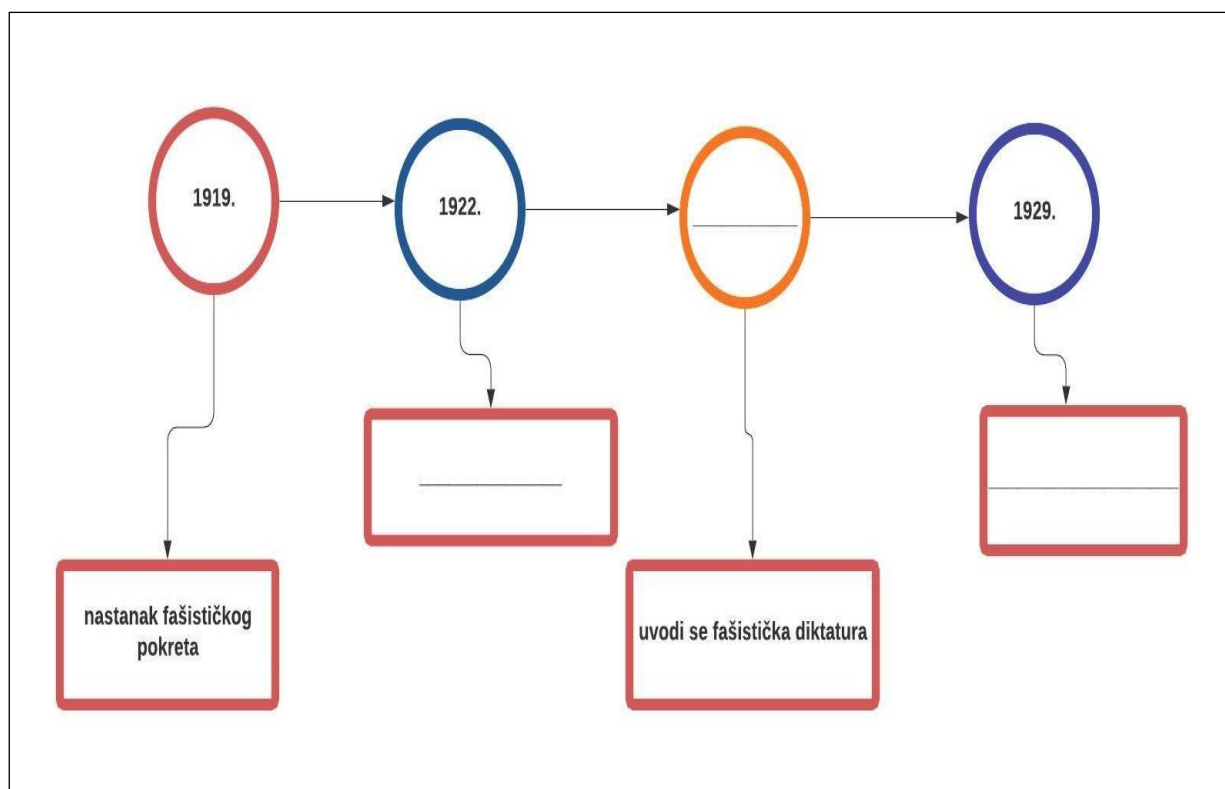 1919.
1922.
1929.
nastanak fašističkog
pokreta
uvodi se fašistička diktatura